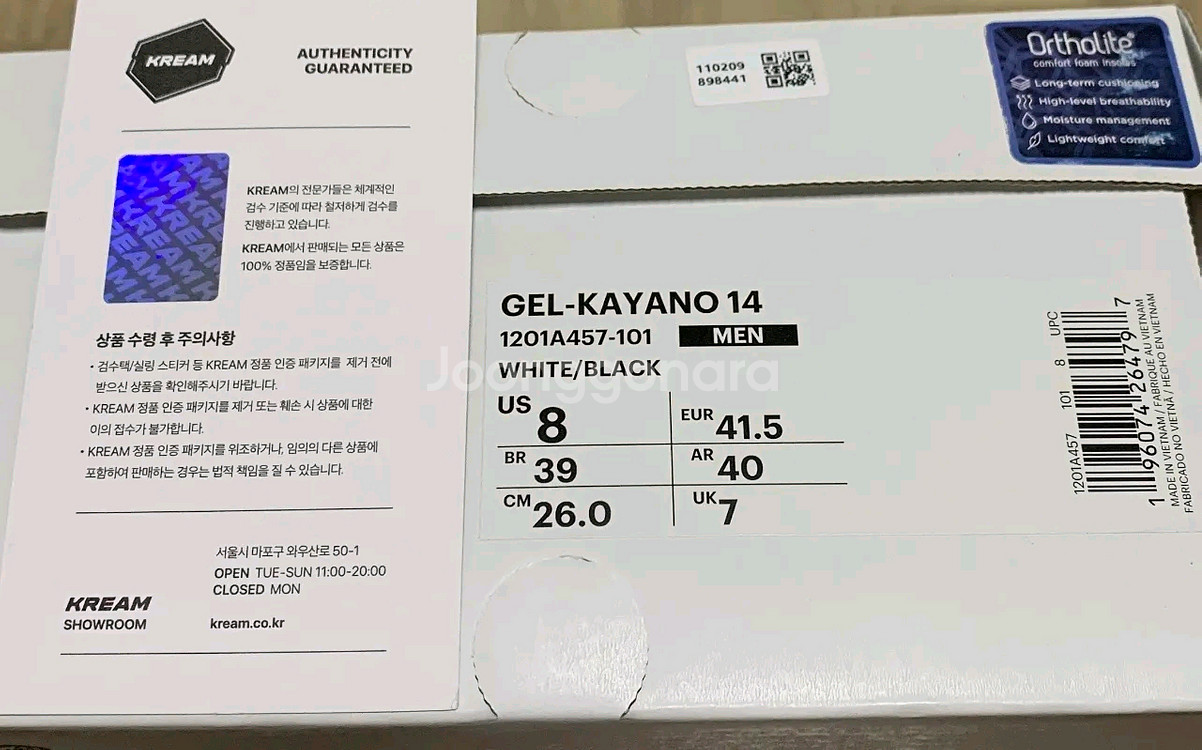 KREAM
AUTHENTICITY
GUARANTEED
KREAM의 전문가들은 체계적인
검수 기준에 따라 철저하게 검수를
진행하고 있습니다.
KREAM에서 판매되는 모든 상품은
100% 정품임을 보증합니다.
상품 수령 후 주의사항
• 검수택/실링 스티커 등 KREAM 정품 인증 패키지를 제거 전에
받으신 상품을 확인해주시기 바랍니다.
• KREAM 정품 인증 패키지를 제거 또는 훼손 시 상품에 대한
이의 접수가 불가합니다.
• KREAM 정품 인증 패키지를 위조하거나, 임의의 다른 상품에
포함하여 판매하는 경우는 법적 책임을 질 수 있습니다.
서울시 마포구 와우산로 50-1
OPEN TUE-SUN 11:00-20:00
CLOSED MON
KREAM
SHOWROOM
kream.co.kr
110209
898441
Ortholite®
comfort foam insoles
Long-term cushioning
High-level breathability
Moisture management
Lightweight comfort
GEL-KAYANO 14
1201A457-101 MEN
WHITE/BLACK
Joonggonara
US 8 EUR 41.5
BR 39 AR 40
CM 26.0 UK 7
1201A457 101 8 UPC
1 96074 26479 7
MADE IN VIETNAM / FABRIQUÉ AU VIETNAM
FABRICADO NO VIETNÃ / HECHO EN VIETNAM